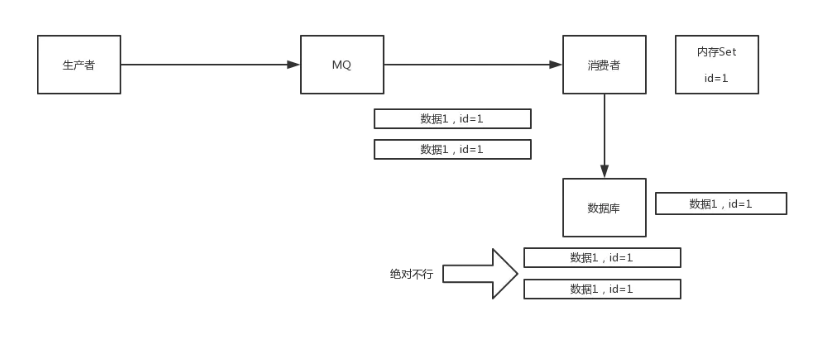 生产者
MQ
消费者
内存Set
id=1
数据1，id=1
数据1，id=1
数据库
数据1，id=1
绝对不行
数据1，id=1
数据1，id=1